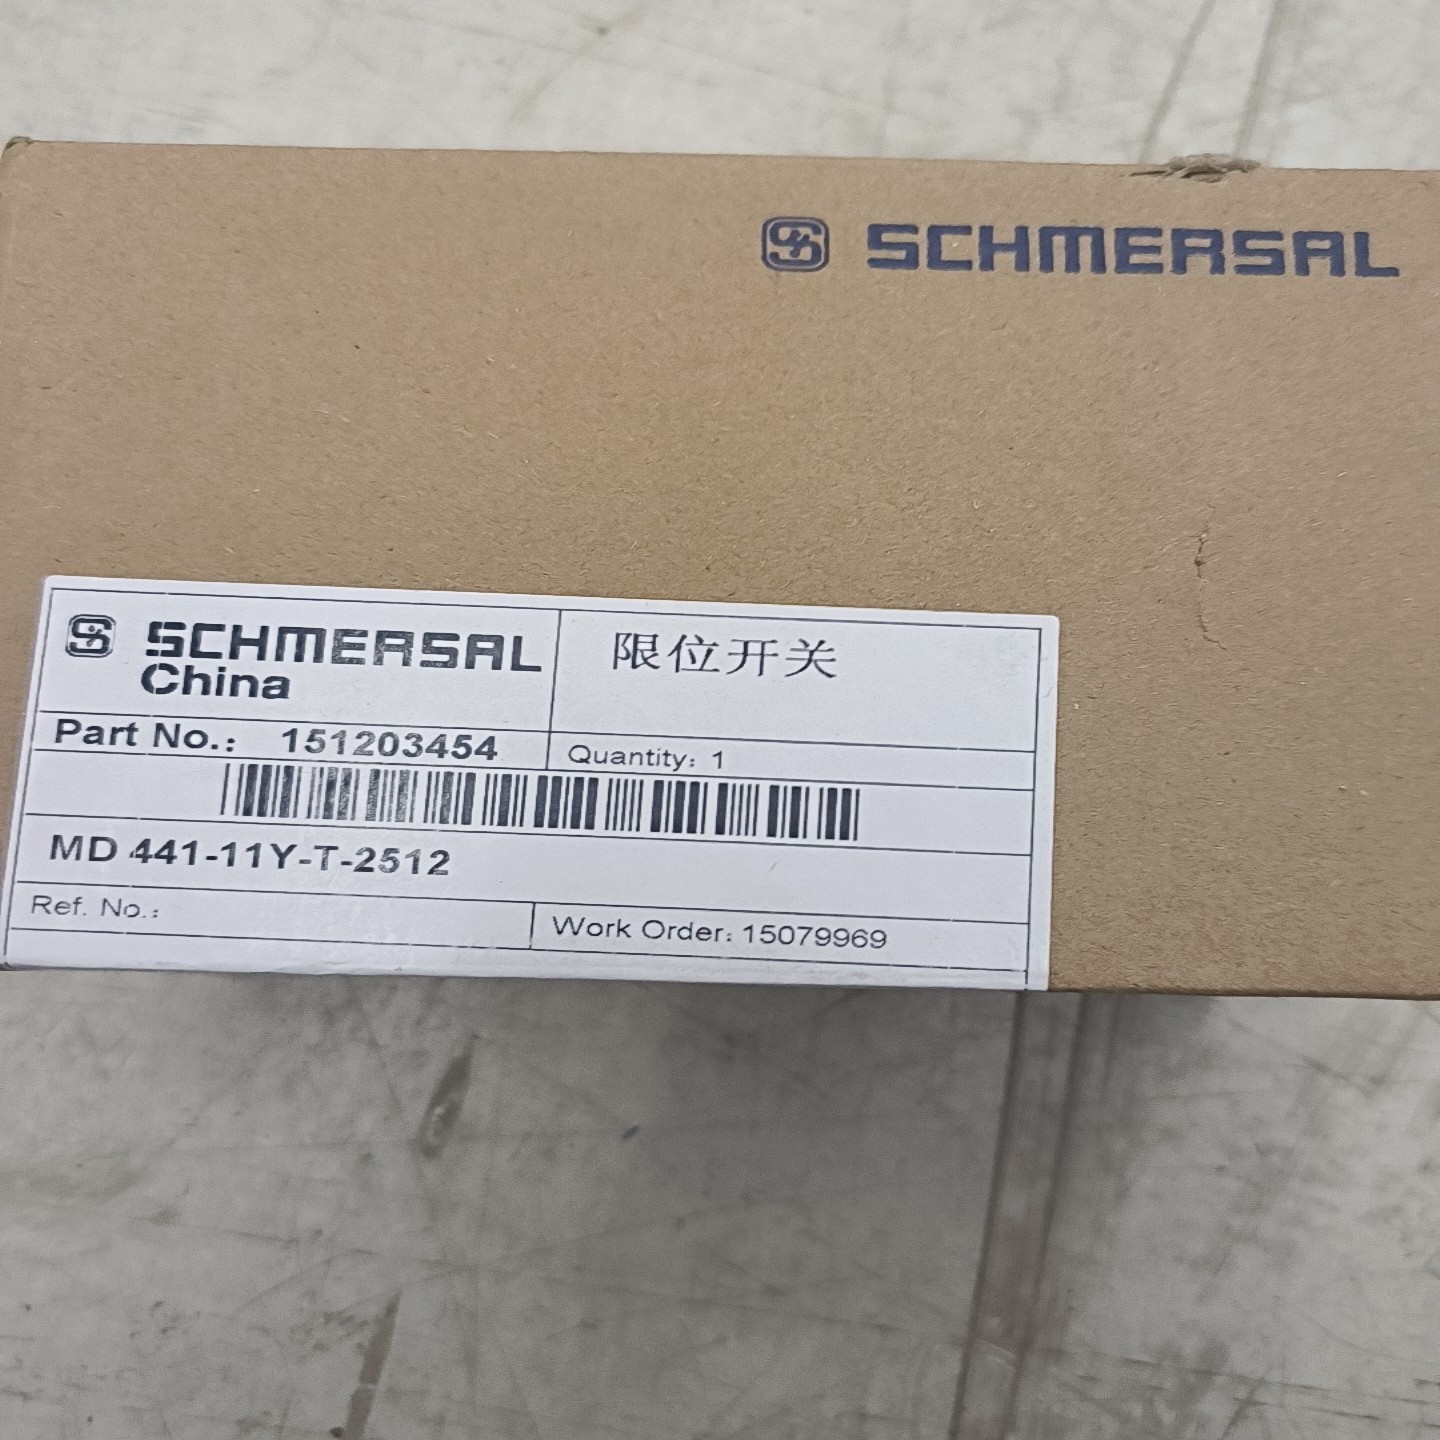 SCHMERSAL
SCHMERSAL
China
限位开关
Part No.: 151203454
Quantity: 1
MD 441-11Y-T-2512
Ref. No.:
Work Order: 15079969